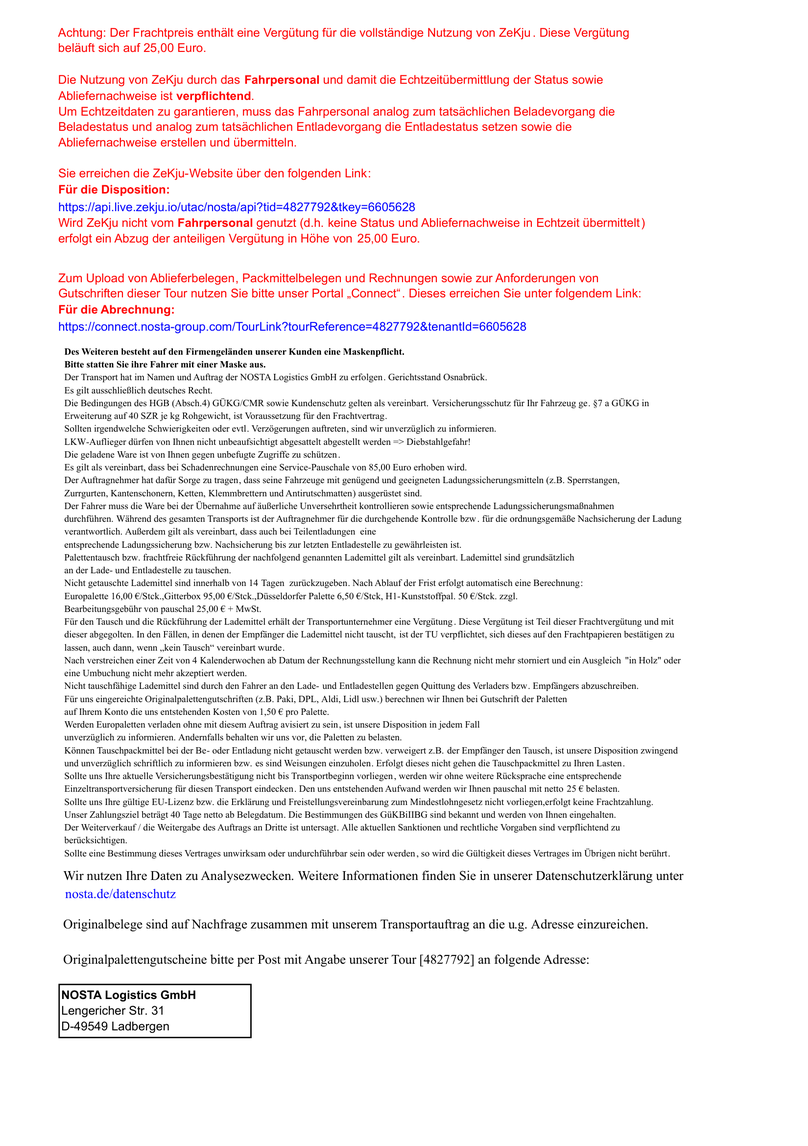 Achtung: Der Frachtpreis enthält eine Vergütung für die vollständige Nutzung von ZeKju. Diese Vergütung
beläuft sich auf 25,00 Euro.
Die Nutzung von ZeKju durch das Fahrpersonal und damit die Echtzeitübermittlung der Status sowie
Abliefernachweise ist verpflichtend.
Um Echtzeitdaten zu garantieren, muss das Fahrpersonal analog zum tatsächlichen Beladevorgang die
Beladestatus und analog zum tatsächlichen Entladevorgang die Entladestatus setzen sowie die
Abliefernachweise erstellen und übermitteln.
Sie erreichen die ZeKju-Website über den folgenden Link:
Für die Disposition:
https://api.live.zekju.io/utac/nosta/api?tid=4827792&tkey=6605628
Wird ZeKju nicht vom Fahrpersonal genutzt (d.h. keine Status und Abliefernachweise in Echtzeit übermittelt)
erfolgt ein Abzug der anteiligen Vergütung in Höhe von 25,00 Euro.
Zum Upload von Ablieferbelegen, Packmittelbelegen und Rechnungen sowie zur Anforderungen von
Gutschriften dieser Tour nutzen Sie bitte unser Portal „Connect“. Dieses erreichen Sie unter folgendem Link:
Für die Abrechnung:
https://connect.nosta-group.com/TourLink?tourReference=4827792&tenantId=6605628
Des Weiteren besteht auf den Firmengeländen unserer Kunden eine Maskenpflicht.
Bitte statten Sie ihre Fahrer mit einer Maske aus.
Der Transport hat im Namen und Auftrag der NOSTA Logistics GmbH zu erfolgen. Gerichtsstand Osnabrück.
Es gilt ausschließlich deutsches Recht.
Die Bedingungen des HGB (Absch.4) GÜKG/CMR sowie Kundenschutz gelten als vereinbart. Versicherungsschutz für Ihr Fahrzeug ge. §7 a GÜKG in
Erweiterung auf 40 SZR je kg Rohgewicht, ist Voraussetzung für den Frachtvertrag.
Sollten irgendwelche Schwierigkeiten oder evtl. Verzögerungen auftreten, sind wir unverzüglich zu informieren.
LKW-Auflieger dürfen von Ihnen nicht unbeaufsichtigt abgesattelt abgestellt werden => Diebstahlgefahr!
Die geladene Ware ist von Ihnen gegen unbefugte Zugriffe zu schützen.
Es gilt als vereinbart, dass bei Schadenrechnungen eine Service-Pauschale von 85,00 Euro erhoben wird.
Der Auftragnehmer hat dafür Sorge zu tragen, dass seine Fahrzeuge mit genügend und geeigneten Ladungssicherungsmitteln (z.B. Sperrstangen,
Zurrgurten, Kantenschonern, Ketten, Klemmbrettern und Antirutschmatten) ausgerüstet sind.
Der Fahrer muss die Ware bei der Übernahme auf äußerliche Unversehrtheit kontrollieren sowie entsprechende Ladungssicherungsmaßnahmen
durchführen. Während des gesamten Transports ist der Auftragnehmer für die durchgehende Kontrolle bzw. für die ordnungsgemäße Nachsicherung der Ladung
verantwortlich. Außerdem gilt als vereinbart, dass auch bei Teilentladungen eine
entsprechende Ladungssicherung bzw. Nachsicherung bis zur letzten Entladestelle zu gewährleisten ist.
Palettentausch bzw. frachtfreie Rückführung der nachfolgend genannten Lademittel gilt als vereinbart. Lademittel sind grundsätzlich
an der Lade- und Entladestelle zu tauschen.
Nicht getauschte Lademittel sind innerhalb von 14 Tagen zurückzugeben. Nach Ablauf der Frist erfolgt automatisch eine Berechnung:
Europalette 16,00 €/Stck.,Gitterbox 95,00 €/Stck.,Düsseldorfer Palette 6,50 €/Stck, H1-Kunststoffpal. 50 €/Stck. zzgl.
Bearbeitungsgebühr von pauschal 25,00 € + MwSt.
Für den Tausch und die Rückführung der Lademittel erhält der Transportunternehmer eine Vergütung. Diese Vergütung ist Teil dieser Frachtvergütung und mit
dieser abgegolten. In den Fällen, in denen der Empfänger die Lademittel nicht tauscht, ist der TU verpflichtet, sich dieses auf den Frachtpapieren bestätigen zu
lassen, auch dann, wenn „kein Tausch“ vereinbart wurde.
Nach verstreichen einer Zeit von 4 Kalenderwochen ab Datum der Rechnungsstellung kann die Rechnung nicht mehr storniert und ein Ausgleich "in Holz" oder
eine Umbuchung nicht mehr akzeptiert werden.
Nicht tauschfähige Lademittel sind durch den Fahrer an den Lade- und Entladestellen gegen Quittung des Verladers bzw. Empfängers abzuschreiben.
Für uns eingereichte Originalpalettengutschriften (z.B. Paki, DPL, Aldi, Lidl usw.) berechnen wir Ihnen bei Gutschrift der Paletten
auf Ihrem Konto die uns entstehenden Kosten von 1,50 € pro Palette.
Werden Europaletten verladen ohne mit diesem Auftrag avisiert zu sein, ist unsere Disposition in jedem Fall
unverzüglich zu informieren. Andernfalls behalten wir uns vor, die Paletten zu belasten.
Können Tauschpackmittel bei der Be- oder Entladung nicht getauscht werden bzw. verweigert z.B. der Empfänger den Tausch, ist unsere Disposition zwingend
und unverzüglich schriftlich zu informieren bzw. es sind Weisungen einzuholen. Erfolgt dieses nicht gehen die Tauschpackmittel zu Ihren Lasten.
Sollte uns Ihre aktuelle Versicherungsbestätigung nicht bis Transportbeginn vorliegen, werden wir ohne weitere Rücksprache eine entsprechende
Einzeltransportversicherung für diesen Transport eindecken. Den uns entstehenden Aufwand werden wir Ihnen pauschal mit netto 25 € belasten.
Sollte uns Ihre gültige EU-Lizenz bzw. die Erklärung und Freistellungsvereinbarung zum Mindestlohngesetz nicht vorliegen,erfolgt keine Frachtzahlung.
Unser Zahlungsziel beträgt 40 Tage netto ab Belegdatum. Die Bestimmungen des GüKBiIIBG sind bekannt und werden von Ihnen eingehalten.
Der Weiterverkauf / die Weitergabe des Auftrags an Dritte ist untersagt. Alle aktuellen Sanktionen und rechtliche Vorgaben sind verpflichtend zu
berücksichtigen.
Sollte eine Bestimmung dieses Vertrages unwirksam oder undurchführbar sein oder werden, so wird die Gültigkeit dieses Vertrages im Übrigen nicht berührt.
Wir nutzen Ihre Daten zu Analysezwecken. Weitere Informationen finden Sie in unserer Datenschutzerklärung unter
nosta.de/datenschutz
Originalbelege sind auf Nachfrage zusammen mit unserem Transportauftrag an die u.g. Adresse einzureichen.
Originalpalettengutscheine bitte per Post mit Angabe unserer Tour [4827792] an folgende Adresse:
NOSTA Logistics GmbH
Lengericher Str. 31
D-49549 Ladbergen